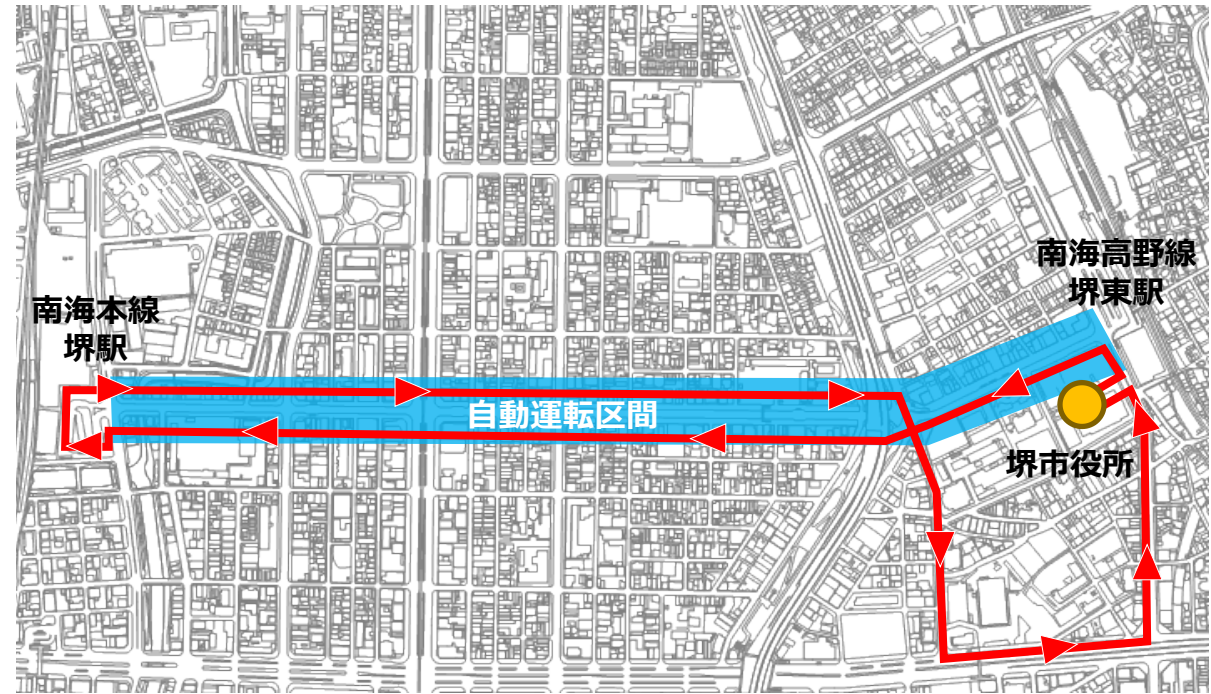 南海高野線
堺東駅
南海本線
堺駅
自動運転区間
堺市役所